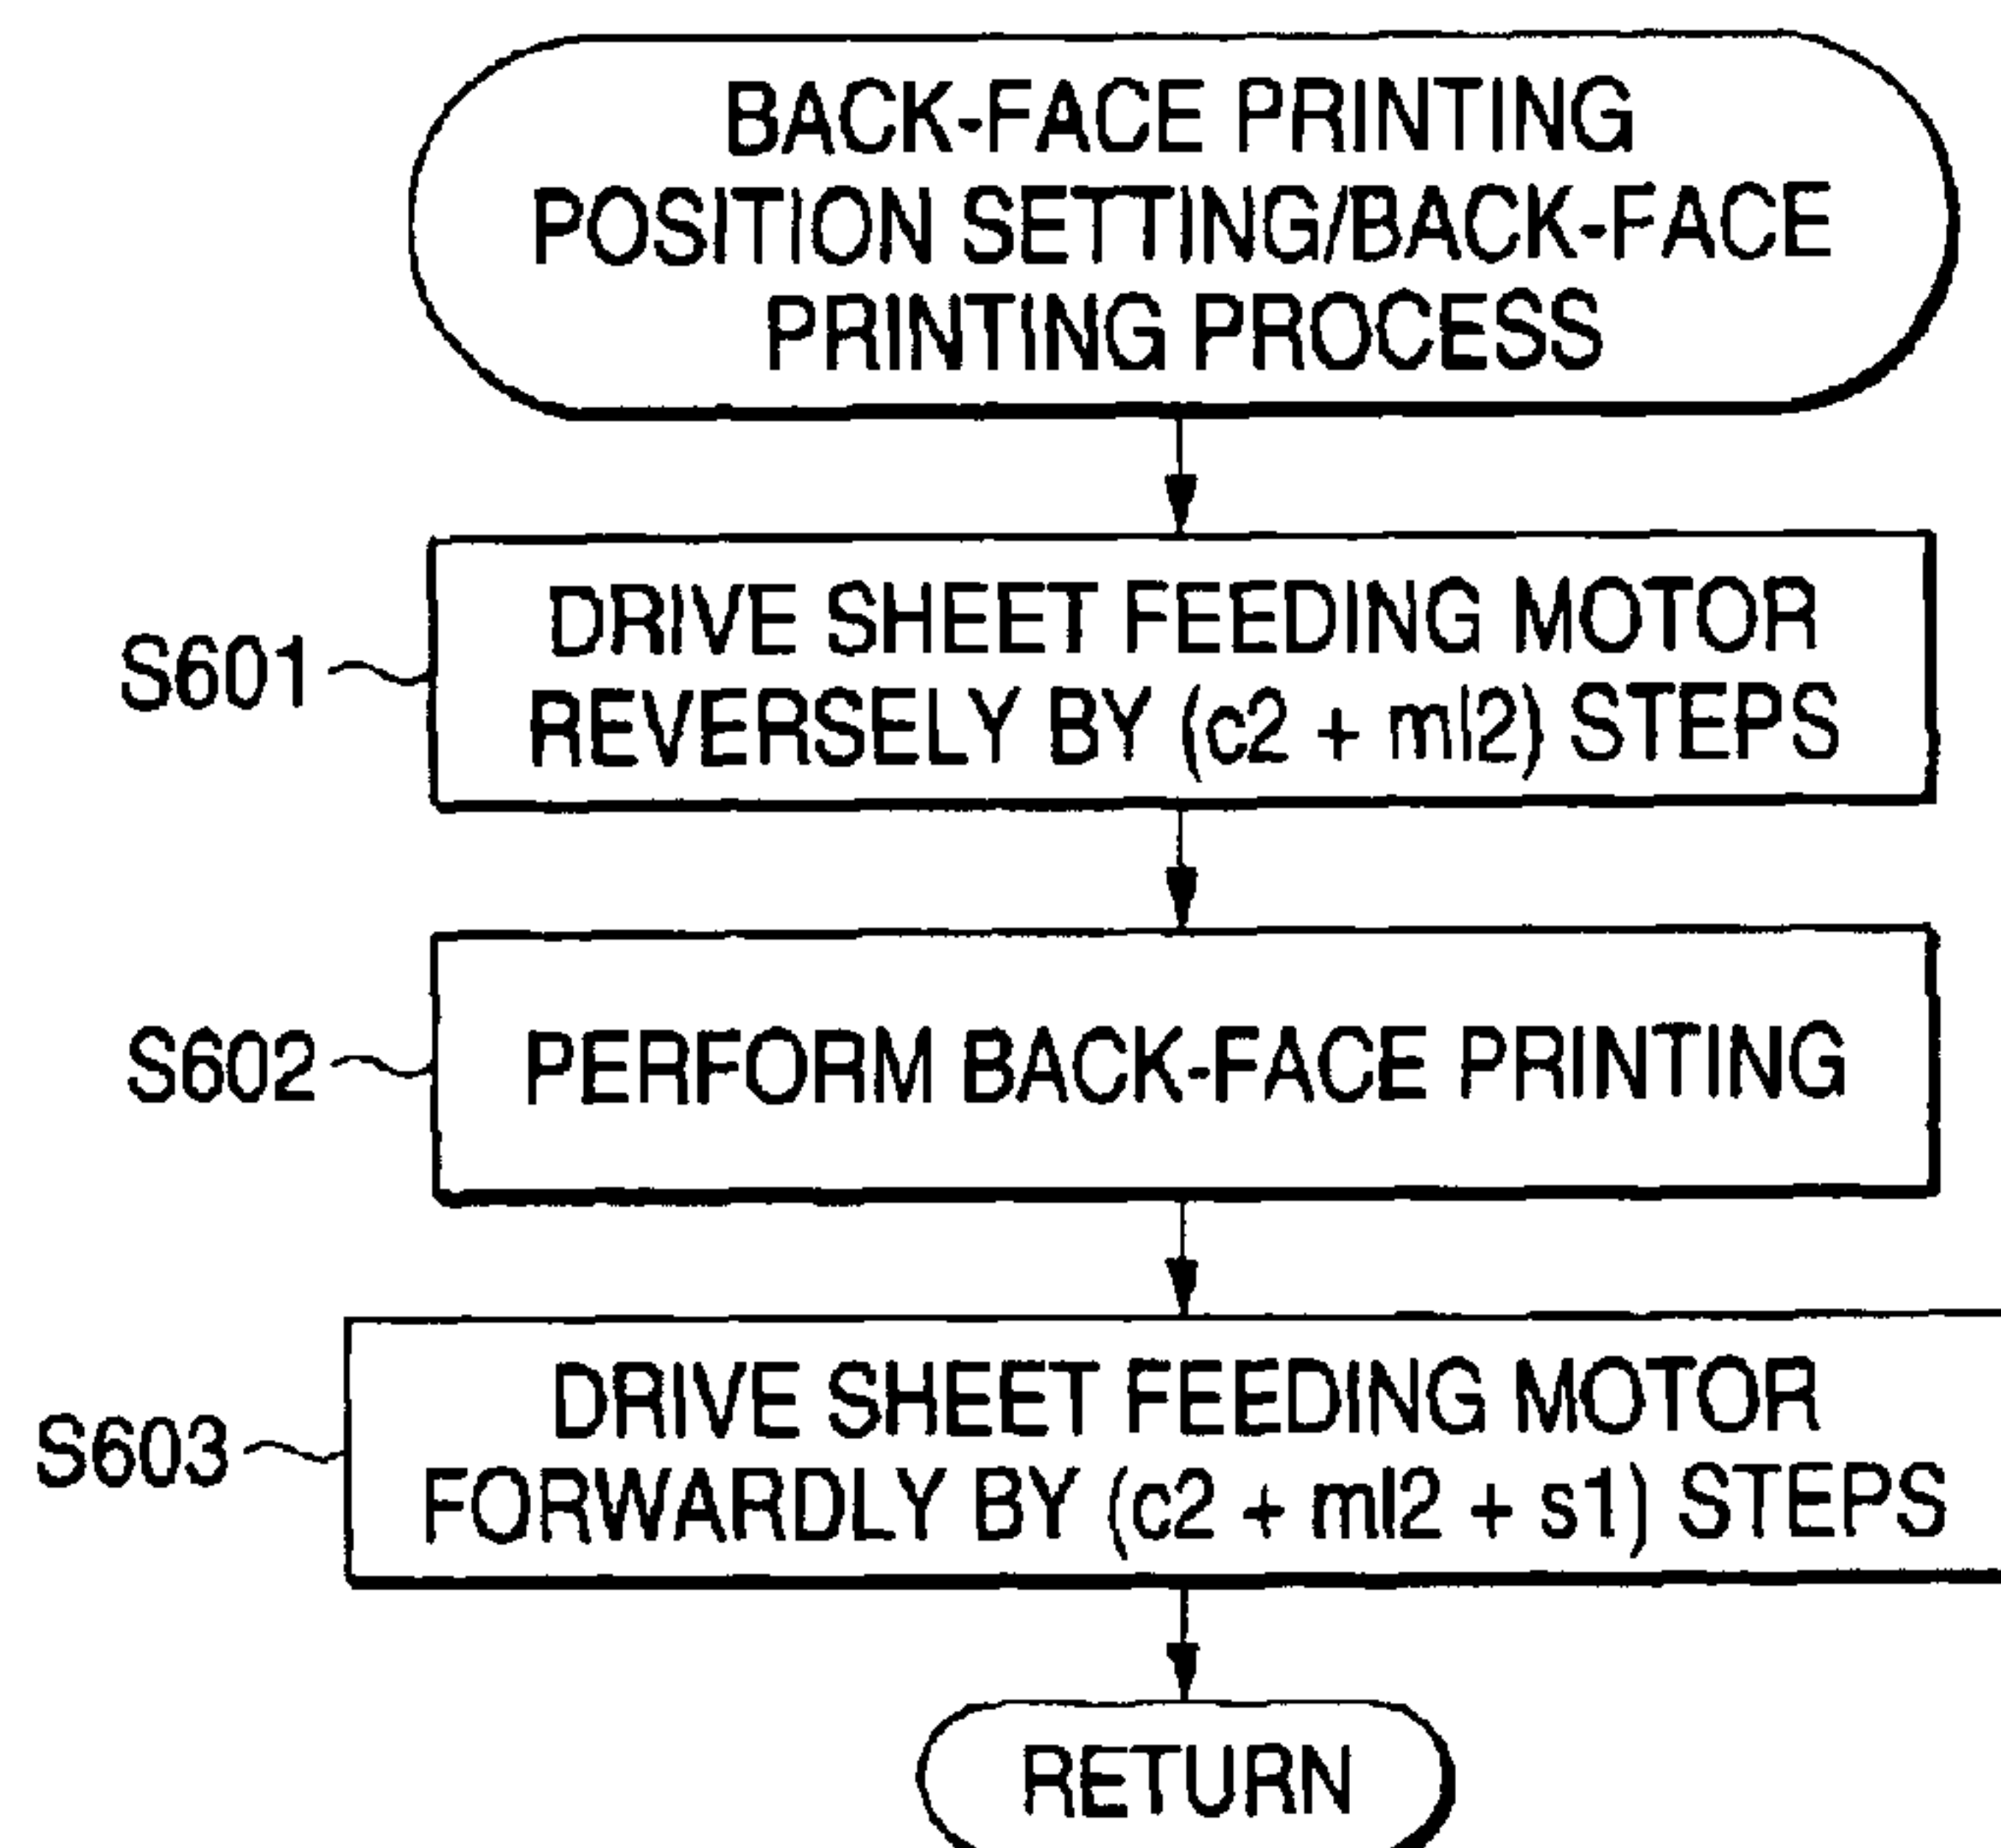 BACK-FACE PRINTING
POSITION SETTING/BACK-FACE
PRINTING PROCESS
S601
DRIVE SHEET FEEDING MOTOR
REVERSELY BY (c2 + ml2) STEPS
S602
PERFORM BACK-FACE PRINTING
S603
DRIVE SHEET FEEDING MOTOR
FORWARDLY BY (c2 + ml2 + s1) STEPS
RETURN